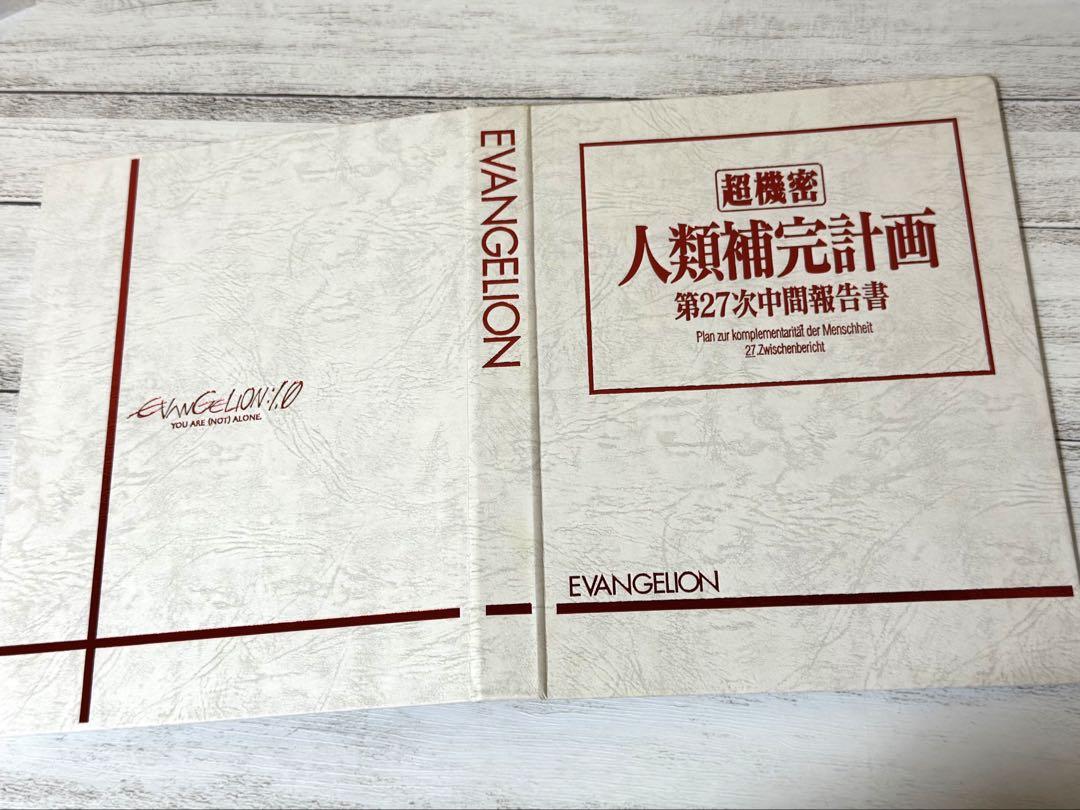 EVANGELION:1.0
YOU ARE (NOT) ALONE.
EVANGELION
超機密
人類補完計画
第27次中間報告書
Plan zur komplementarität der Menschheit
27.Zwischenbericht
EVANGELION